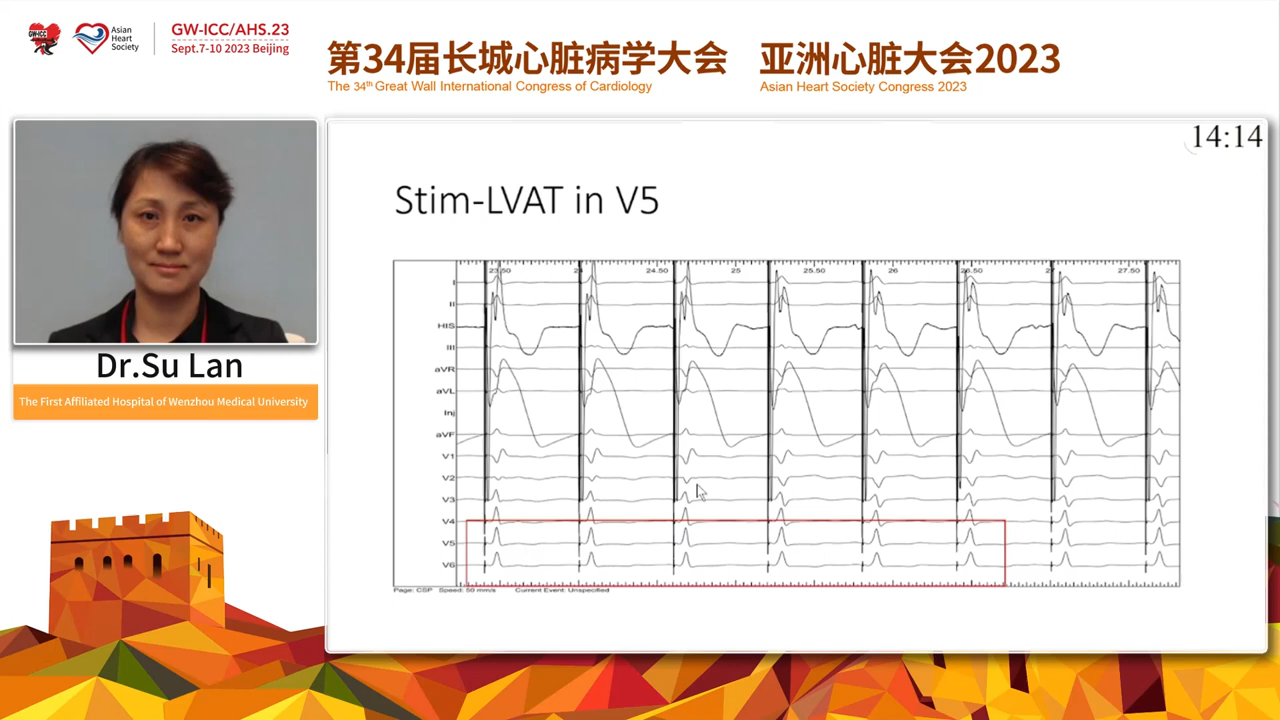 GW-ICC
Asian
Heart
Society
GW-ICC/AHS.23
Sept.7-10 2023 Beijing
第34届长城心脏病学大会 亚洲心脏大会2023
The 34th Great Wall International Congress of Cardiology
Asian Heart Society Congress 2023
14:14
Dr.Su Lan
The First Affiliated Hospital of Wenzhou Medical University
Stim-LVAT in V5
23.50 24 24.50 25 25.50 26 26.50 27 27.50
I
II
HIS
III
aVR
aVL
Inj
aVF
V1
V2
V3
V4
V5
V6
Page: CSP Speed: 50 mm/s Current Event: Unspecified